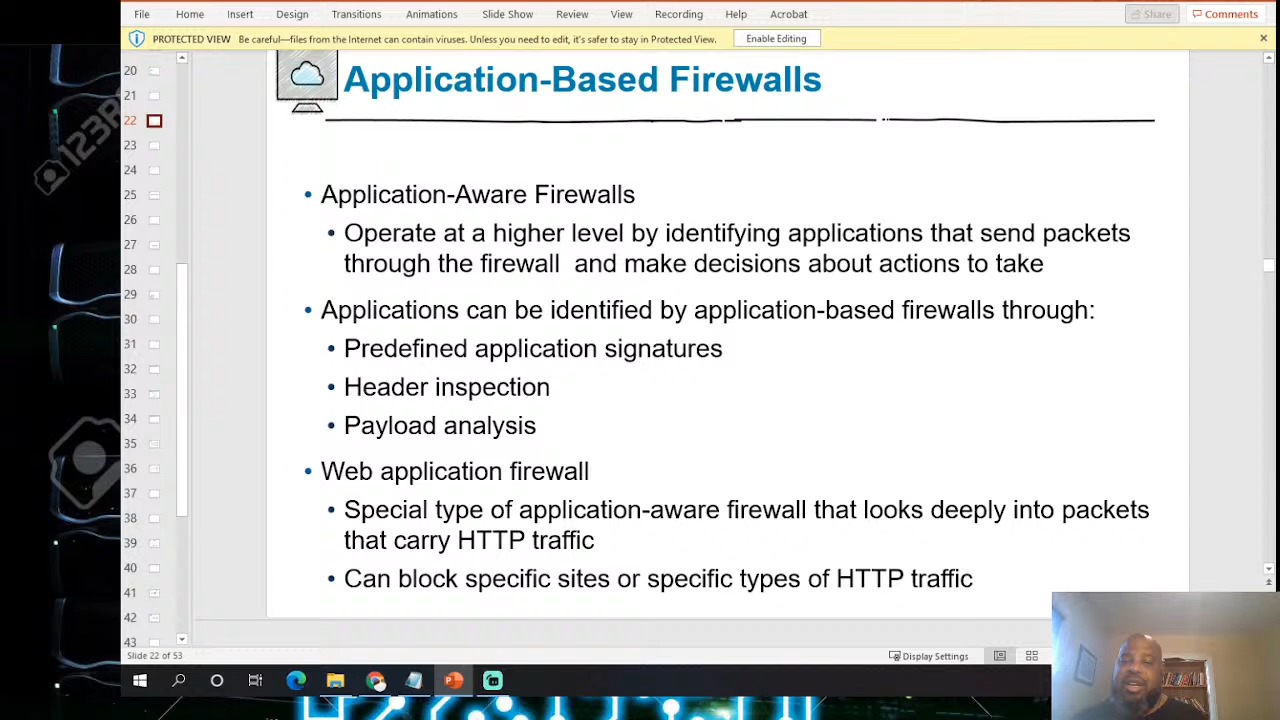 File Home Insert Design Transitions Animations Slide Show Review View Recording Help Acrobat Share Comments
PROTECTED VIEW Be careful—files from the Internet can contain viruses. Unless you need to edit, it's safer to stay in Protected View. Enable Editing
20
21
22
23
24
25
26
27
28
29
30
31
32
33
34
35
36
37
38
39
40
41
42
43
Application-Based Firewalls
• Application-Aware Firewalls
• Operate at a higher level by identifying applications that send packets
through the firewall and make decisions about actions to take
• Applications can be identified by application-based firewalls through:
• Predefined application signatures
• Header inspection
• Payload analysis
• Web application firewall
• Special type of application-aware firewall that looks deeply into packets
that carry HTTP traffic
• Can block specific sites or specific types of HTTP traffic
Slide 22 of 53 Display Settings